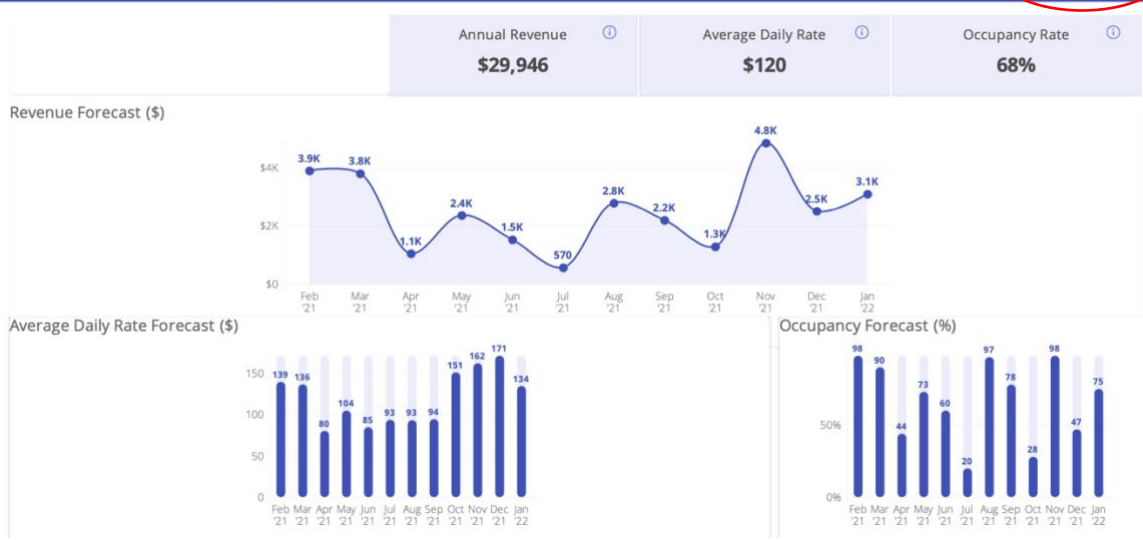 Annual Revenue
$29,946
Average Daily Rate
$120
Occupancy Rate
68%
Revenue Forecast ($)
$4K
$2K
$0
3.9K
3.8K
1.1K
2.4K
1.5K
570
2.8K
2.2K
1.3K
4.8K
2.5K
3.1K
Feb Mar Apr May Jun Jul Aug Sep Oct Nov Dec Jan
'21 '21 '21 '21 '21 '21 '21 '21 '21 '21 '21 '22
Average Daily Rate Forecast ($)
150
100
50
0
139 136 80 104 85 93 93 94 151 162 171 134
Feb Mar Apr May Jun Jul Aug Sep Oct Nov Dec Jan
'21 '21 '21 '21 '21 '21 '21 '21 '21 '21 '21 '22
Occupancy Forecast (%)
50%
0%
98 90 44 73 60 20 97 78 28 98 47 75
Feb Mar Apr May Jun Jul Aug Sep Oct Nov Dec Jan
'21 '21 '21 '21 '21 '21 '21 '21 '21 '21 '21 '22